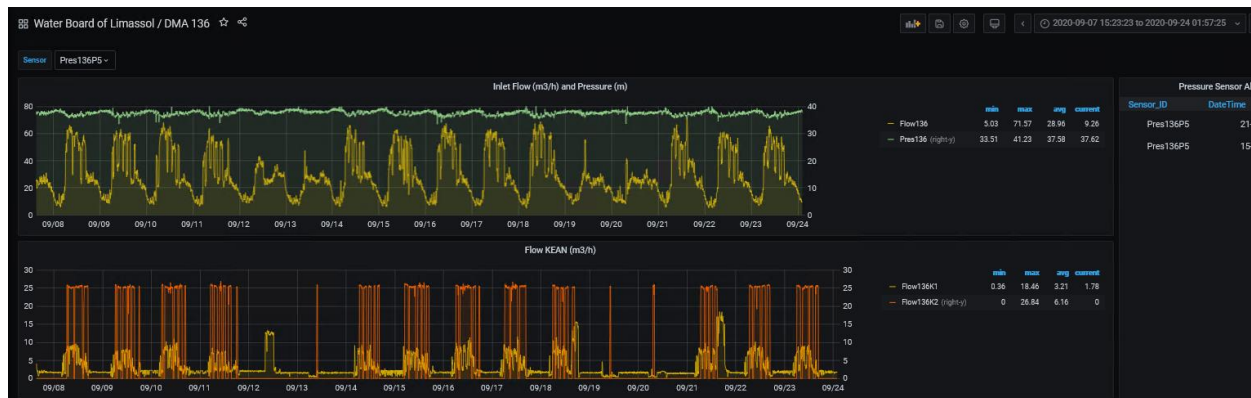 Water Board of Limassol / DMA 136
2020-09-07 15:23:23 to 2020-09-24 01:57:25
Sensor Pres136P5
Inlet Flow (m3/h) and Pressure (m)
80 40
60 30
40 20
20 10
0 0
09/08 09/09 09/10 09/11 09/12 09/13 09/14 09/15 09/16 09/17 09/18 09/19 09/20 09/21 09/22 09/23 09/24
min max avg current
Flow136 5.03 71.57 28.96 9.26
Pres136 (right-y) 33.51 41.23 37.58 37.62
Pressure Sensor Al
Sensor_ID DateTime
Pres136P5 21-
Pres136P5 15-
Flow KEAN (m3/h)
30 30
25 25
20 20
15 15
10 10
5 5
0 0
09/08 09/09 09/10 09/11 09/12 09/13 09/14 09/15 09/16 09/17 09/18 09/19 09/20 09/21 09/22 09/23 09/24
min max avg current
Flow136K1 0.36 18.46 3.21 1.78
Flow136K2 (right-y) 0 26.84 6.16 0